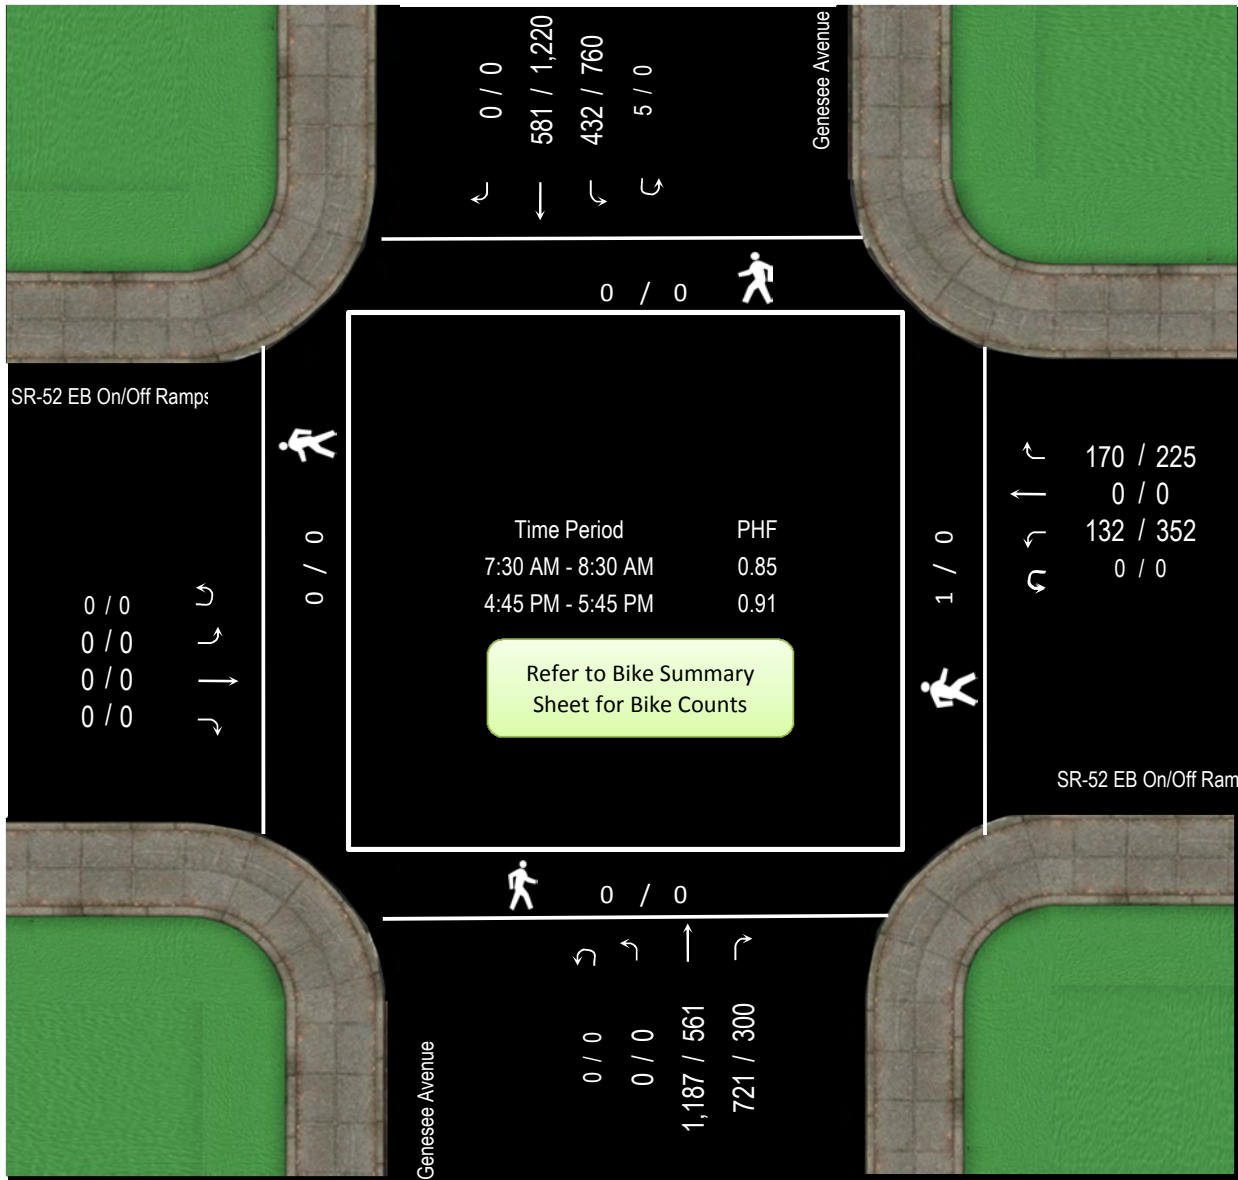 0 / 0
581 / 1,220
432 / 760
5 / 0
Genesee Avenue
0 / 0
SR-52 EB On/Off Ramps
0 / 0
0 / 0
0 / 0
0 / 0
0 / 0
Time Period PHF
7:30 AM - 8:30 AM 0.85
4:45 PM - 5:45 PM 0.91
Refer to Bike Summary
Sheet for Bike Counts
1 / 0
170 / 225
0 / 0
132 / 352
0 / 0
SR-52 EB On/Off Ram
0 / 0
Genesee Avenue
0 / 0
0 / 0
1,187 / 561
721 / 300